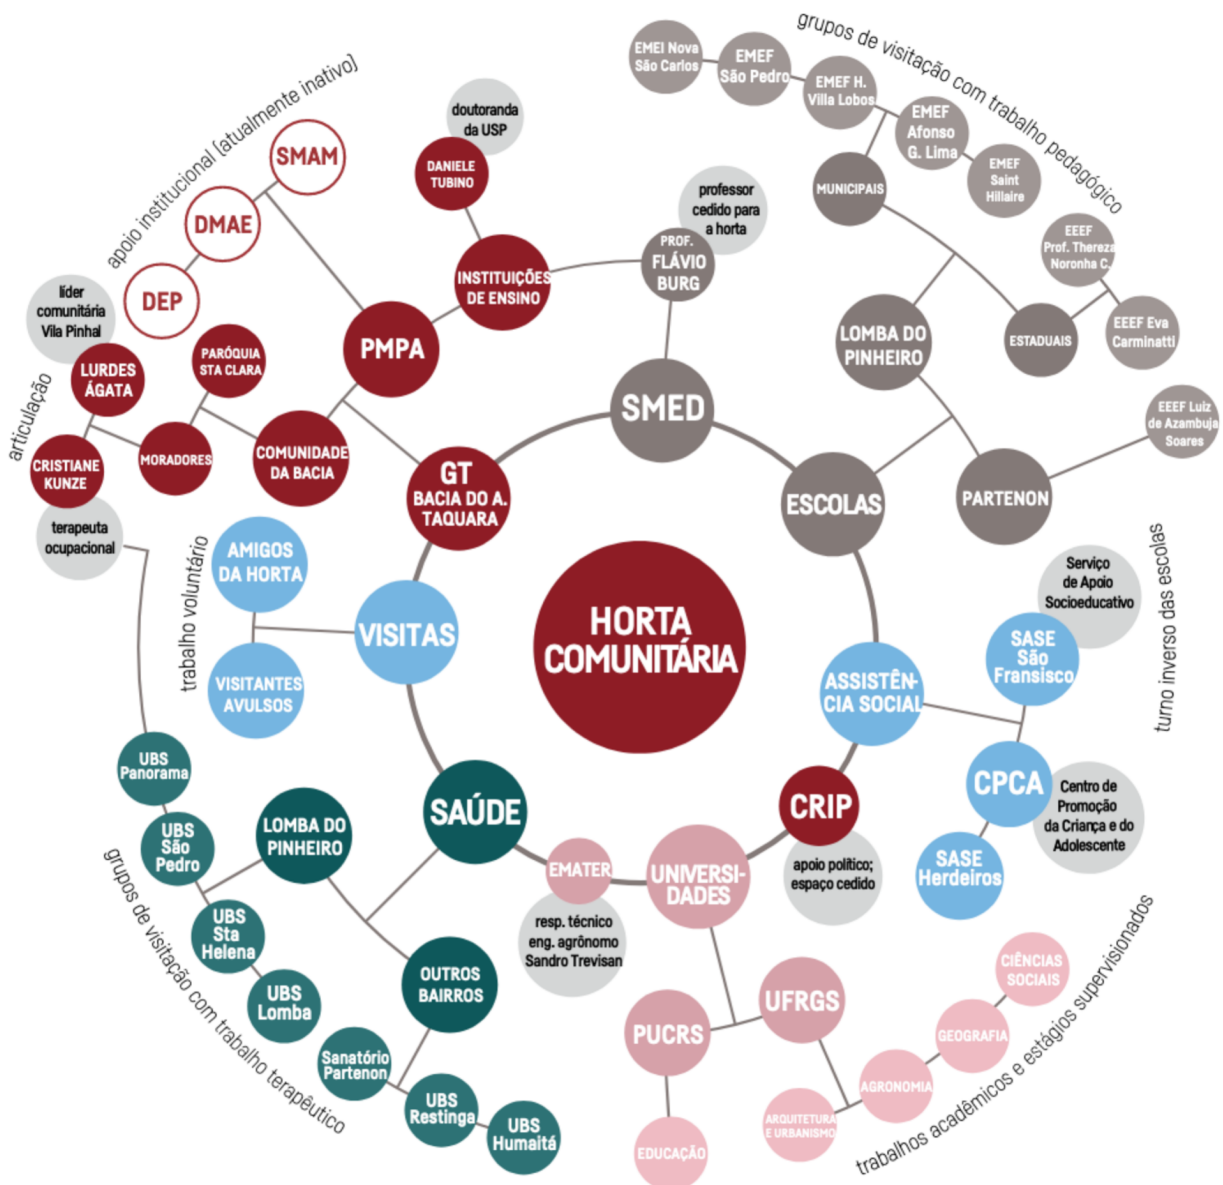 grupos de visitação com trabalho pedagógico
EMEI Nova
São Carlos
EMEF
São Pedro
EMEF H.
Villa Lobos
EMEF
Afonso
G. Lima
EMEF
Saint
Hillaire
MUNICIPAIS
EEEF
Prof. Thereza
Noronha C.
EEEF Eva
Carminatti
ESTADUAIS
LOMBA DO
PINHEIRO
EEEF Luiz
de Azambuja
Soares
PARTENON
ESCOLAS
apoio institucional (atualmente inativo)
SMAM
DMAE
DEP
doutoranda
da USP
DANIELE
TUBINO
INSTITUIÇÕES
DE ENSINO
professor
cedido para
a horta
PROF.
FLÁVIO
BURG
SMED
PMPA
líder
comunitária
Vila Pinhal
LURDES
ÁGATA
PARÓQUIA
STA CLARA
articulação
CRISTIANE
KUNZE
MORADORES
COMUNIDADE
DA BACIA
GT
BACIA DO A.
TAQUARA
terapeuta
ocupacional
trabalho voluntário
AMIGOS
DA HORTA
VISITANTES
AVULSOS
VISITAS
HORTA
COMUNITÁRIA
turno inverso das escolas
Serviço
de Apoio
Socioeducativo
SASE
São
Fransisco
ASSISTÊN-
CIA SOCIAL
CPCA
Centro de
Promoção
da Criança e do
Adolescente
SASE
Herdeiros
CRIP
apoio político;
espaço cedido
UBS
Panorama
UBS
São
Pedro
LOMBA DO
PINHEIRO
SAÚDE
UBS
Sta
Helena
UBS
Lomba
OUTROS
BAIRROS
Sanatório
Partenon
UBS
Restinga
UBS
Humaitá
grupos de visitação com trabalho terapêutico
EMATER
resp. técnico
eng. agrônomo
Sandro Trevisan
UNIVERSI-
DADES
PUCRS
UFRGS
EDUCAÇÃO
ARQUITETURA
E URBANISMO
AGRONOMIA
GEOGRAFIA
CIÊNCIAS
SOCIAIS
trabalhos acadêmicos e estágios supervisionados